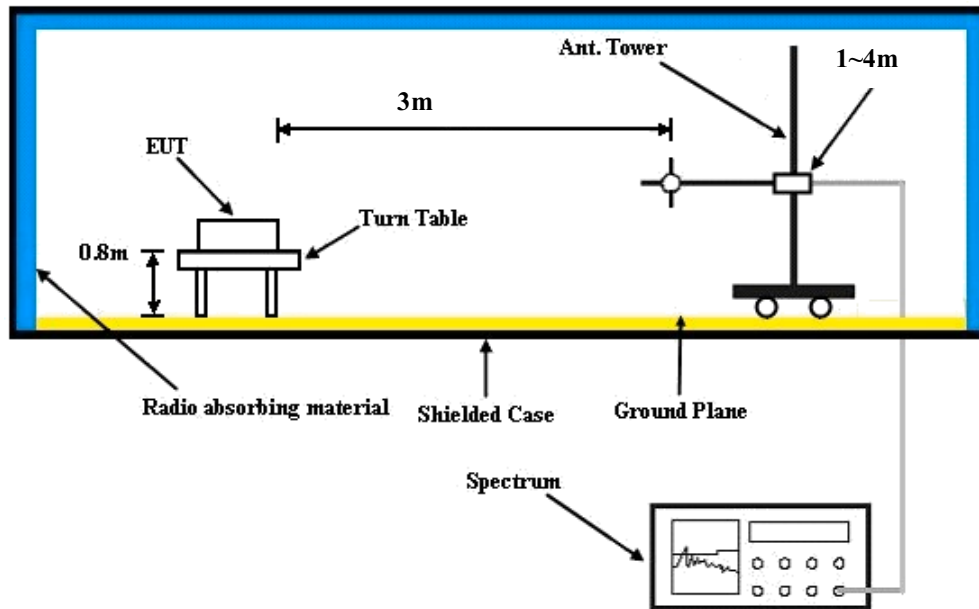 Ant. Tower
1~4m
3m
EUT
Turn Table
0.8m
Radio absorbing material
Shielded Case
Ground Plane
Spectrum